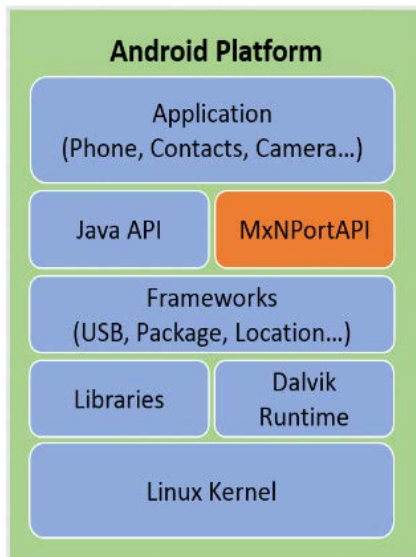 Android Platform
Application
(Phone, Contacts, Camera...)
Java API
MxNPortAPI
Frameworks
(USB, Package, Location...)
Libraries
Dalvik
Runtime
Linux Kernel